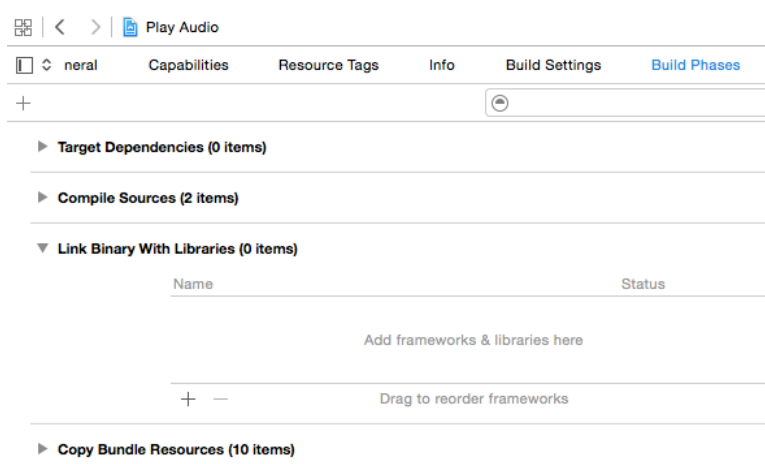 Play Audio
neral Capabilities Resource Tags Info Build Settings Build Phases
Target Dependencies (0 items)
Compile Sources (2 items)
Link Binary With Libraries (0 items)
Name Status
Add frameworks & libraries here
Drag to reorder frameworks
Copy Bundle Resources (10 items)